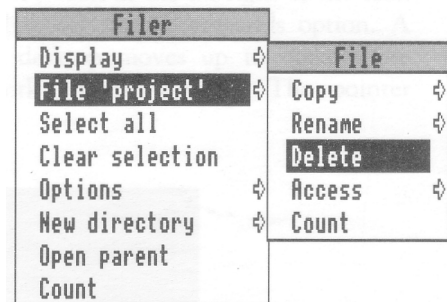 Filer
Display
File 'project'
Select all
Clear selection
Options
New directory
Open parent
Count
File
Copy
Rename
Delete
Access
Count